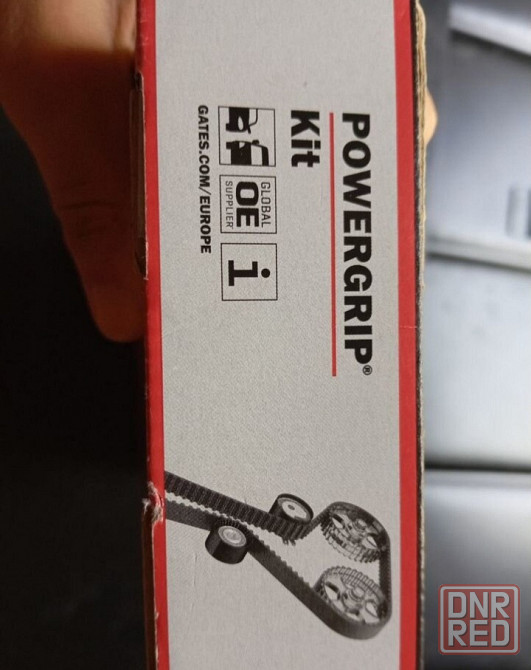 POWERGRIP®
Kit
GLOBAL
OE
SUPPLIER
i
GATES.COM/EUROPE
DNR
RED